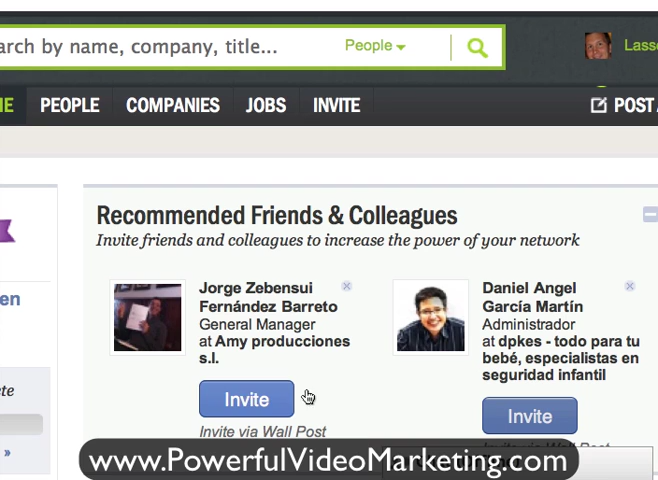 arch by name, company, title...
People
Lass
ME PEOPLE COMPANIES JOBS INVITE
POST A
Recommended Friends & Colleagues
Invite friends and colleagues to increase the power of your network
Jorge Zebensui
Fernández Barreto
General Manager
at Amy producciones
s.l.
Invite
Invite via Wall Post
Daniel Angel
García Martín
Administrador
at dpkes - todo para tu
bebé, especialistas en
seguridad infantil
Invite
en
te
»
www.PowerfulVideoMarketing.com